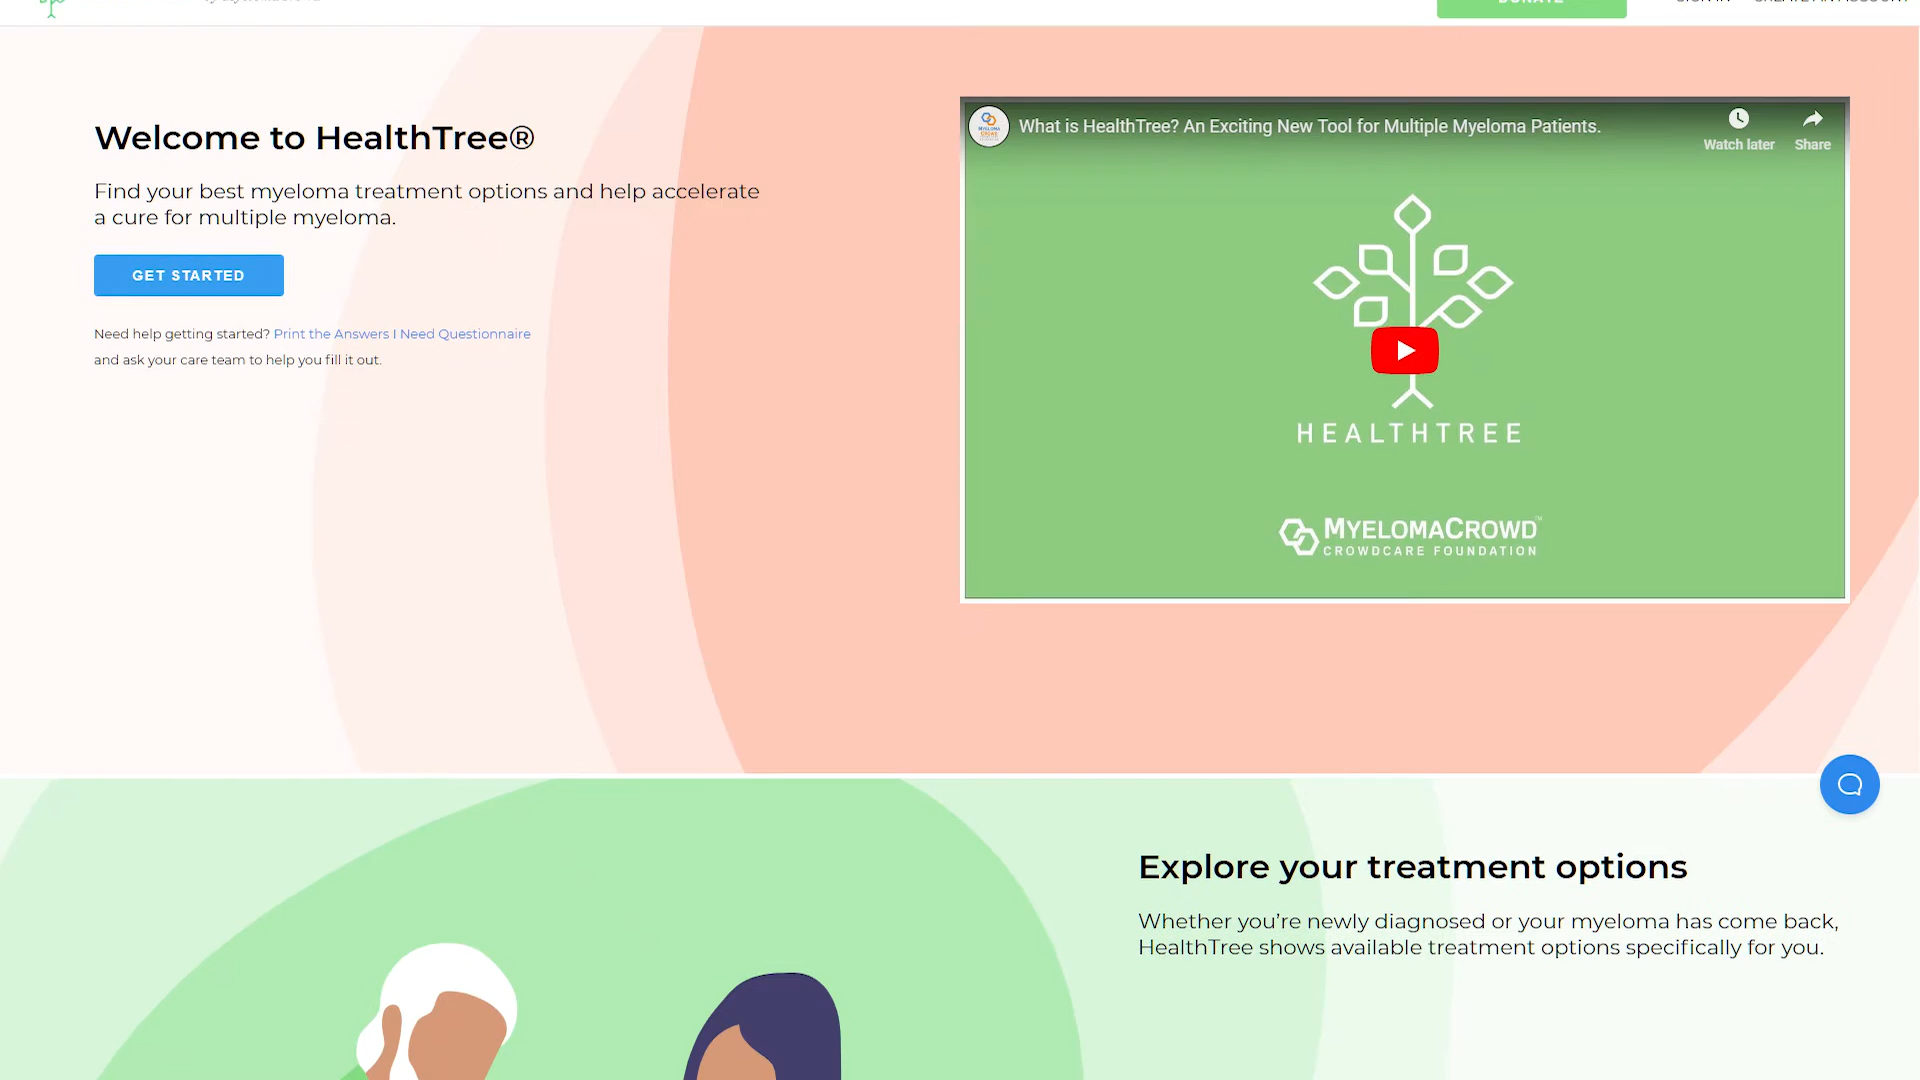 Welcome to HealthTree®
Find your best myeloma treatment options and help accelerate
a cure for multiple myeloma.
GET STARTED
Need help getting started? Print the Answers I Need Questionnaire
and ask your care team to help you fill it out.
What is HealthTree? An Exciting New Tool for Multiple Myeloma Patients.
Watch later
Share
HEALTHTREE
MYELOMACROWD™
CROWDCARE FOUNDATION
Explore your treatment options
Whether you’re newly diagnosed or your myeloma has come back,
HealthTree shows available treatment options specifically for you.